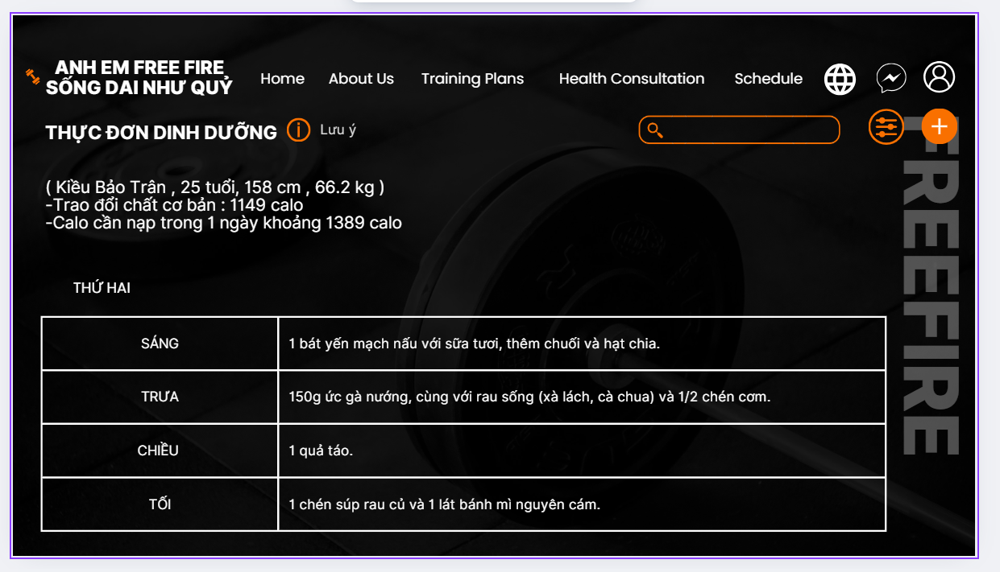 ANH EM FREE FIRE
SỐNG DAI NHƯ QUỶ
Home About Us Training Plans Health Consultation Schedule
THỰC ĐƠN DINH DƯỠNG Lưu ý
( Kiều Bảo Trân , 25 tuổi, 158 cm , 66.2 kg )
-Trao đổi chất cơ bản : 1149 calo
-Calo cần nạp trong 1 ngày khoảng 1389 calo
THỨ HAI
SÁNG 1 bát yến mạch nấu với sữa tươi, thêm chuối và hạt chia.
TRƯA 150g ức gà nướng, cùng với rau sống (xà lách, cà chua) và 1/2 chén cơm.
CHIỀU 1 quả táo.
TỐI 1 chén súp rau củ và 1 lát bánh mì nguyên cám.
FREEFIRE